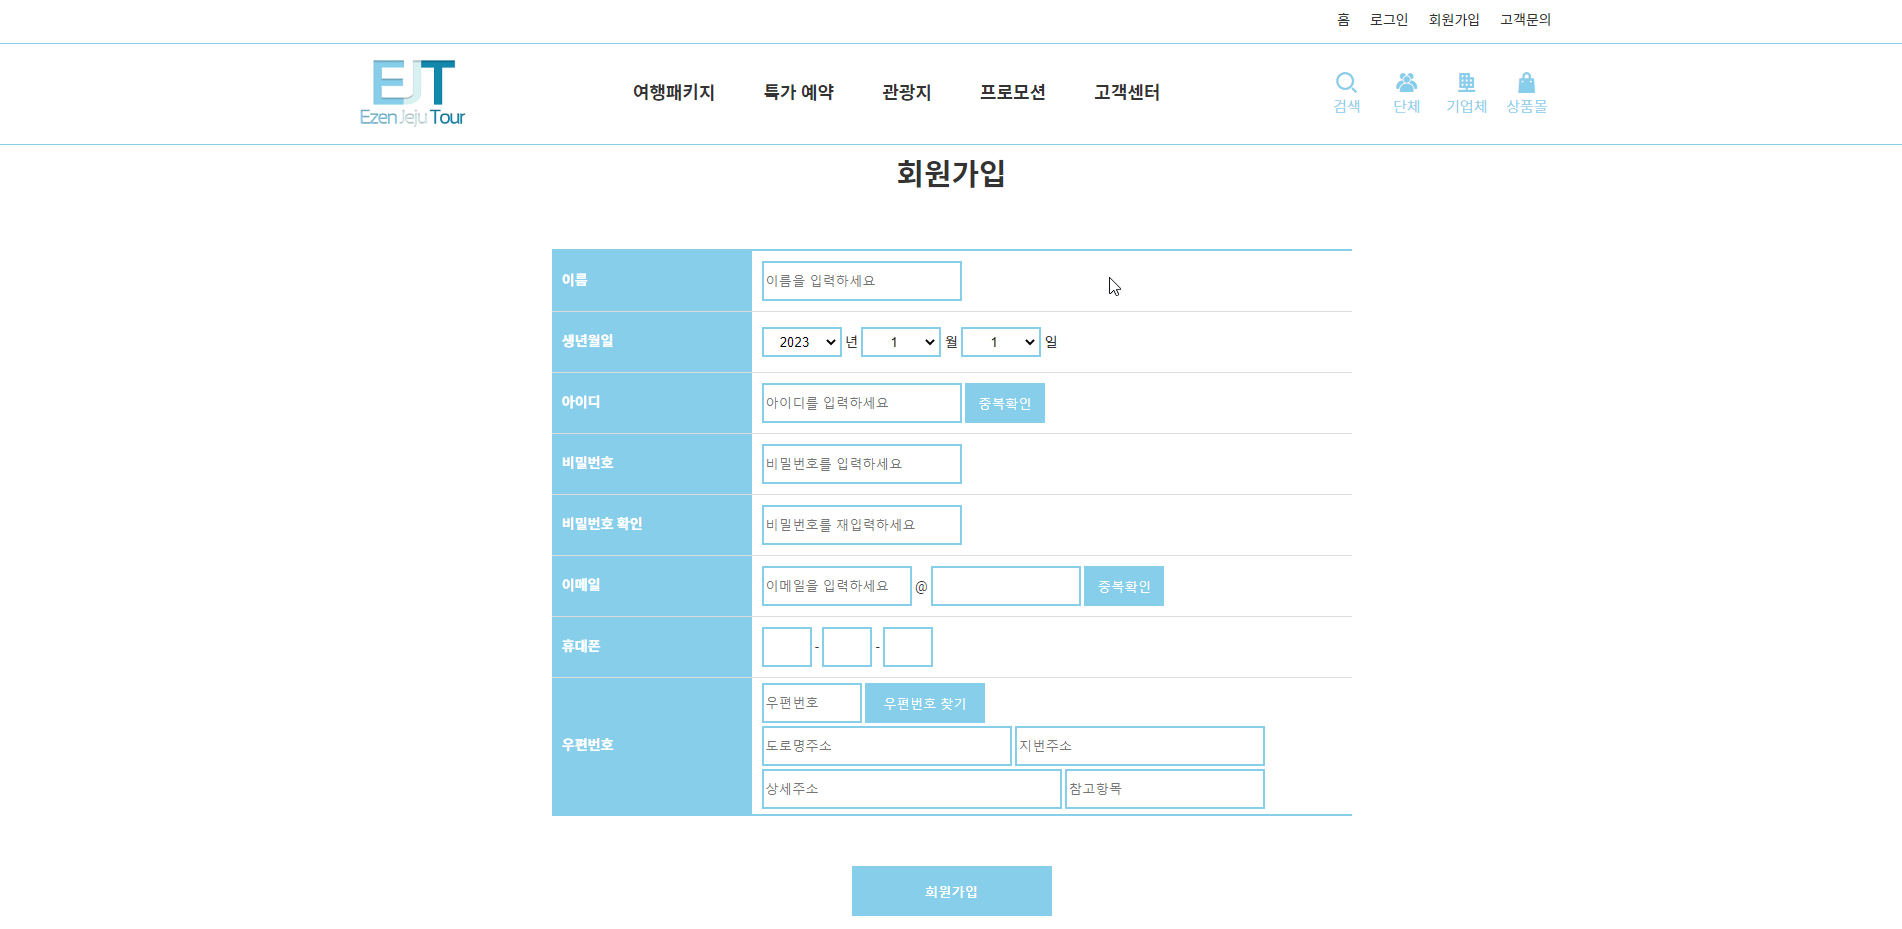 홈 로그인 회원가입 고객문의
EJT
Ezen Jeju Tour
여행패키지 특가 예약 관광지 프로모션 고객센터
검색 단체 기업체 상품몰
회원가입
이름 이름을 입력하세요
생년월일 2023 년 1 월 1 일
아이디 아이디를 입력하세요 중복확인
비밀번호 비밀번호를 입력하세요
비밀번호 확인 비밀번호를 재입력하세요
이메일 이메일을 입력하세요 @ 중복확인
휴대폰 - -
우편번호 우편번호 찾기
우편번호 도로명주소 지번주소
상세주소 참고항목
회원가입